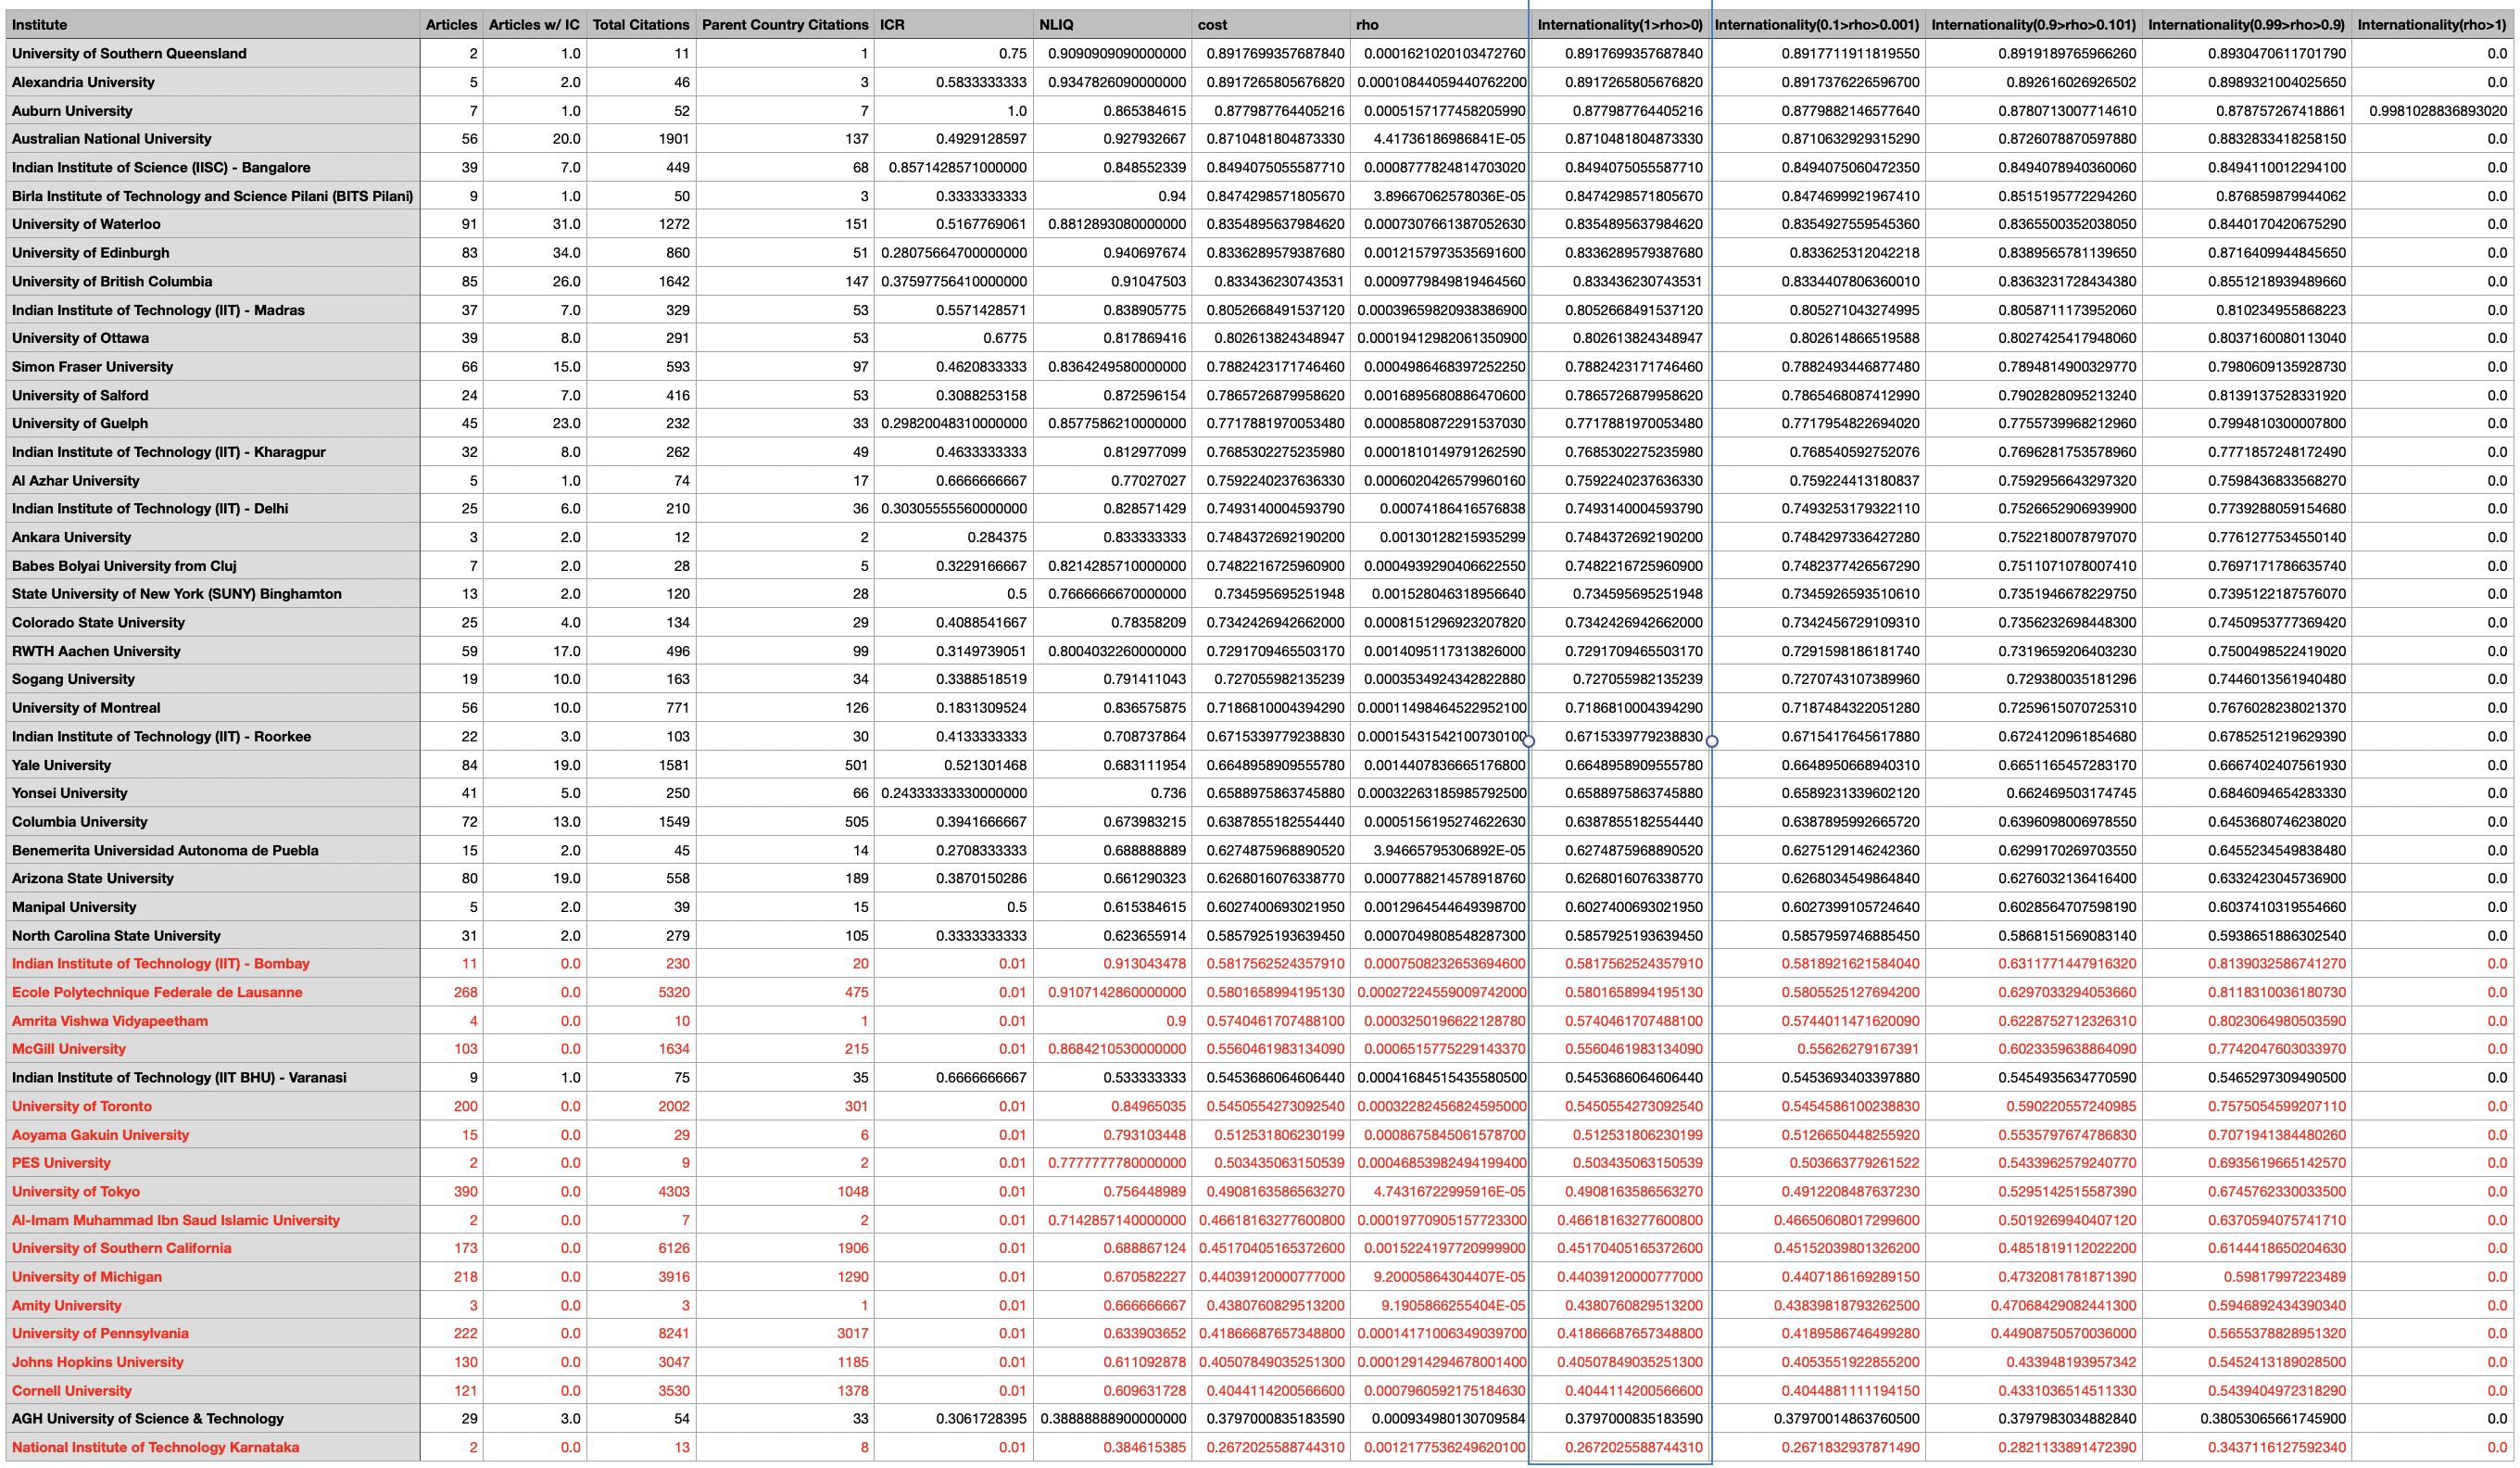 Institute Articles Articles w/ IC Total Citations Parent Country Citations ICR NLIQ cost rho Internationality(1>rho>0) Internationality(0.1>rho>0.001) Internationality(0.9>rho>0.101) Internationality(0.99>rho>0.9) Internationality(rho>1)
University of Southern Queensland 2 1.0 11 1 0.75 0.9090909090000000 0.8917699357687840 0.0001621020103472760 0.8917699357687840 0.8917711911819550 0.8919189765966260 0.8930470611701790 0.0
Alexandria University 5 2.0 46 3 0.5833333333 0.9347826090000000 0.8917265805676820 0.00010844059440762200 0.8917265805676820 0.8917376226596700 0.892616026926502 0.8989321004025650 0.0
Auburn University 7 1.0 52 7 1.0 0.865384615 0.877987764405216 0.0005157177458205990 0.877987764405216 0.8779882146577640 0.8780713007714610 0.878757267418861 0.9981028836893020
Australian National University 56 20.0 1901 137 0.4929128597 0.927932667 0.8710481804873330 4.41736186986841E-05 0.8710481804873330 0.8710632929315290 0.8726078870597880 0.8832833418258150 0.0
Indian Institute of Science (IISC) - Bangalore 39 7.0 449 68 0.8571428571000000 0.848552339 0.8494075055587710 0.0008777824814703020 0.8494075055587710 0.8494075060472350 0.8494078940360060 0.8494110012294100 0.0
Birla Institute of Technology and Science Pilani (BITS Pilani) 9 1.0 50 3 0.3333333333 0.94 0.8474298571805670 3.89667062578036E-05 0.8474298571805670 0.8474699921967410 0.8515195772294260 0.876859879944062 0.0
University of Waterloo 91 31.0 1272 151 0.5167769061 0.8812893080000000 0.8354895637984620 0.0007307661387052630 0.8354895637984620 0.8354927559545360 0.8365500352038050 0.8440170420675290 0.0
University of Edinburgh 83 34.0 860 51 0.28075664700000000 0.940697674 0.8336289579387680 0.0012157973535691600 0.8336289579387680 0.833625312042218 0.8389565781139650 0.8716409944845650 0.0
University of British Columbia 85 26.0 1642 147 0.37597756410000000 0.91047503 0.833436230743531 0.0009779849819464560 0.833436230743531 0.8334407806360010 0.8363231728434380 0.8551218939489660 0.0
Indian Institute of Technology (IIT) - Madras 37 7.0 329 53 0.5571428571 0.838905775 0.8052668491537120 0.00039659820938386900 0.8052668491537120 0.805271043274995 0.8058711173952060 0.810234955868223 0.0
University of Ottawa 39 8.0 291 53 0.6775 0.817869416 0.802613824348947 0.00019412982061350900 0.802613824348947 0.802614866519588 0.8027425417948060 0.8037160080113040 0.0
Simon Fraser University 66 15.0 593 97 0.4620833333 0.8364249580000000 0.7882423171746460 0.0004986468397252250 0.7882423171746460 0.7882493446877480 0.7894814900329770 0.7980609135928730 0.0
University of Salford 24 7.0 416 53 0.3088253158 0.872596154 0.7865726879958620 0.0016895680886470600 0.7865726879958620 0.7865468087412990 0.7902828095213240 0.8139137528331920 0.0
University of Guelph 45 23.0 232 33 0.29820048310000000 0.8577586210000000 0.7717881970053480 0.0008580872291537030 0.7717881970053480 0.7717954822694020 0.7755739968212960 0.7994810300007800 0.0
Indian Institute of Technology (IIT) - Kharagpur 32 8.0 262 49 0.4633333333 0.812977099 0.7685302275235980 0.0001810149791262590 0.7685302275235980 0.768540592752076 0.7696281753578960 0.7771857248172490 0.0
Al Azhar University 5 1.0 74 17 0.6666666667 0.77027027 0.7592240237636330 0.0006020426579960160 0.7592240237636330 0.759224413180837 0.7592956643297320 0.7598436833568270 0.0
Indian Institute of Technology (IIT) - Delhi 25 6.0 210 36 0.30305555560000000 0.828571429 0.7493140004593790 0.00074186416576838 0.7493140004593790 0.7493253179322110 0.7526652906939900 0.7739288059154680 0.0
Ankara University 3 2.0 12 2 0.284375 0.833333333 0.7484372692190200 0.00130128215935299 0.7484372692190200 0.7484297336427280 0.7522180078797070 0.7761277534550140 0.0
Babes Bolyai University from Cluj 7 2.0 28 5 0.3229166667 0.8214285710000000 0.7482216725960900 0.0004939290406622550 0.7482216725960900 0.7482377426567290 0.7511071078007410 0.7697171786635740 0.0
State University of New York (SUNY) Binghamton 13 2.0 120 28 0.5 0.7666666670000000 0.734595695251948 0.001528046318956640 0.734595695251948 0.7345926593510610 0.7351946678229750 0.7395122187576070 0.0
Colorado State University 25 4.0 134 29 0.4088541667 0.78358209 0.7342426942662000 0.0008151296923207820 0.7342426942662000 0.7342456729109310 0.7356232698448300 0.7450953777369420 0.0
RWTH Aachen University 59 17.0 496 99 0.3149739051 0.8004032260000000 0.7291709465503170 0.0014095117313826000 0.7291709465503170 0.7291598186181740 0.7319659206403230 0.7500498522419020 0.0
Sogang University 19 10.0 163 34 0.3388518519 0.791411043 0.727055982135239 0.0003534924342822880 0.727055982135239 0.7270743107389960 0.729380035181296 0.7446013561940480 0.0
University of Montreal 56 10.0 771 126 0.1831309524 0.836575875 0.7186810004394290 0.00011498464522952100 0.7186810004394290 0.7187484322051280 0.7259615070725310 0.7676028238021370 0.0
Indian Institute of Technology (IIT) - Roorkee 22 3.0 103 30 0.4133333333 0.708737864 0.6715339779238830 0.00015431542100730100 0.6715339779238830 0.6715417645617880 0.6724120961854680 0.6785251219629390 0.0
Yale University 84 19.0 1581 501 0.521301468 0.683111954 0.6648958909555780 0.0014407836665176800 0.6648958909555780 0.6648950668940310 0.6651165457283170 0.6667402407561930 0.0
Yonsei University 41 5.0 250 66 0.24333333330000000 0.736 0.6588975863745880 0.00032263185985792500 0.6588975863745880 0.6589231339602120 0.662469503174745 0.6846094654283330 0.0
Columbia University 72 13.0 1549 505 0.3941666667 0.673983215 0.6387855182554440 0.0005156195274622630 0.6387855182554440 0.6387895992665720 0.6396098006978550 0.6453680746238020 0.0
Benemerita Universidad Autonoma de Puebla 15 2.0 45 14 0.2708333333 0.688888889 0.6274875968890520 3.94665795306892E-05 0.6274875968890520 0.6275129146242360 0.6299170269703550 0.6455234549838480 0.0
Arizona State University 80 19.0 558 189 0.3870150286 0.661290323 0.6268016076338770 0.0007788214578918760 0.6268016076338770 0.6268034549864840 0.6276032136416400 0.6332423045736900 0.0
Manipal University 5 2.0 39 15 0.5 0.615384615 0.6027400693021950 0.0012964544649398700 0.6027400693021950 0.6027399105724640 0.6028564707598190 0.6037410319554660 0.0
North Carolina State University 31 2.0 279 105 0.3333333333 0.623655914 0.5857925193639450 0.0007049808548287300 0.5857925193639450 0.5857959746885450 0.5868151569083140 0.5938651886302540 0.0
Indian Institute of Technology (IIT) - Bombay 11 0.0 230 20 0.01 0.913043478 0.5817562524357910 0.0007508232653694600 0.5817562524357910 0.5818921621584040 0.6311771447916320 0.8139032586741270 0.0
Ecole Polytechnique Federale de Lausanne 268 0.0 5320 475 0.01 0.9107142860000000 0.5801658994195130 0.00027224559009742000 0.5801658994195130 0.5805525127694200 0.6297033294053660 0.8118310036180730 0.0
Amrita Vishwa Vidyapeetham 4 0.0 10 1 0.01 0.9 0.5740461707488100 0.0003250196622128780 0.5740461707488100 0.5744011471620090 0.6228752712326310 0.8023064980503590 0.0
McGill University 103 0.0 1634 215 0.01 0.8684210530000000 0.5560461983134090 0.0006515775229143370 0.5560461983134090 0.55626279167391 0.6023359638864090 0.7742047603033970 0.0
Indian Institute of Technology (IIT BHU) - Varanasi 9 1.0 75 35 0.6666666667 0.533333333 0.5453686064606440 0.00041684515435580500 0.5453686064606440 0.5453693403397880 0.5454935634770590 0.5465297309490500 0.0
University of Toronto 200 0.0 2002 301 0.01 0.84965035 0.5450554273092540 0.00032282456824595000 0.5450554273092540 0.5454586100238830 0.590220557240985 0.7575054599207110 0.0
Aoyama Gakuin University 15 0.0 29 6 0.01 0.793103448 0.512531806230199 0.0008675845061578700 0.512531806230199 0.5126650448255920 0.5535797674786830 0.7071941384480260 0.0
PES University 2 0.0 9 2 0.01 0.7777777780000000 0.503435063150539 0.00046853982494199400 0.503435063150539 0.503663779261522 0.5433962579240770 0.6935619665142570 0.0
University of Tokyo 390 0.0 4303 1048 0.01 0.756448989 0.4908163586563270 4.74316722995916E-05 0.4908163586563270 0.4912208487637230 0.5295142515587390 0.6745762330033500 0.0
Al-Imam Muhammad Ibn Saud Islamic University 2 0.0 7 2 0.01 0.7142857140000000 0.46618163277600800 0.00019770905157723300 0.46618163277600800 0.46650608017299600 0.5019269940407120 0.6370594075741710 0.0
University of Southern California 173 0.0 6126 1906 0.01 0.688867124 0.45170405165372600 0.0015224197720999900 0.45170405165372600 0.45152039801326200 0.4851819112022200 0.6144418650204630 0.0
University of Michigan 218 0.0 3916 1290 0.01 0.670582227 0.44039120000777000 9.20005864304407E-05 0.44039120000777000 0.4407186169289150 0.4732081781871390 0.59817997223489 0.0
Amity University 3 0.0 3 1 0.01 0.666666667 0.4380760829513200 9.1905866255404E-05 0.4380760829513200 0.43839818793262500 0.47068429082441300 0.5946892434390340 0.0
University of Pennsylvania 222 0.0 8241 3017 0.01 0.633903652 0.41866687657348800 0.00014171006349039700 0.41866687657348800 0.4189586746499280 0.44908750570036000 0.5655378828951320 0.0
Johns Hopkins University 130 0.0 3047 1185 0.01 0.611092878 0.40507849035251300 0.00012914294678001400 0.40507849035251300 0.4053551922855200 0.433948193957342 0.5452413189028500 0.0
Cornell University 121 0.0 3530 1378 0.01 0.609631728 0.4044114200566600 0.0007960592175184630 0.4044114200566600 0.4044881111194150 0.4331036514511330 0.5439404972318290 0.0
AGH University of Science & Technology 29 3.0 54 33 0.3061728395 0.38888888900000000 0.3797000835183590 0.000934980130709584 0.3797000835183590 0.37970014863760500 0.3797983034882840 0.38053065661745900 0.0
National Institute of Technology Karnataka 2 0.0 13 8 0.01 0.384615385 0.2672025588744310 0.0012177536249620100 0.2672025588744310 0.2671832937871490 0.2821133891472390 0.3437116127592340 0.0